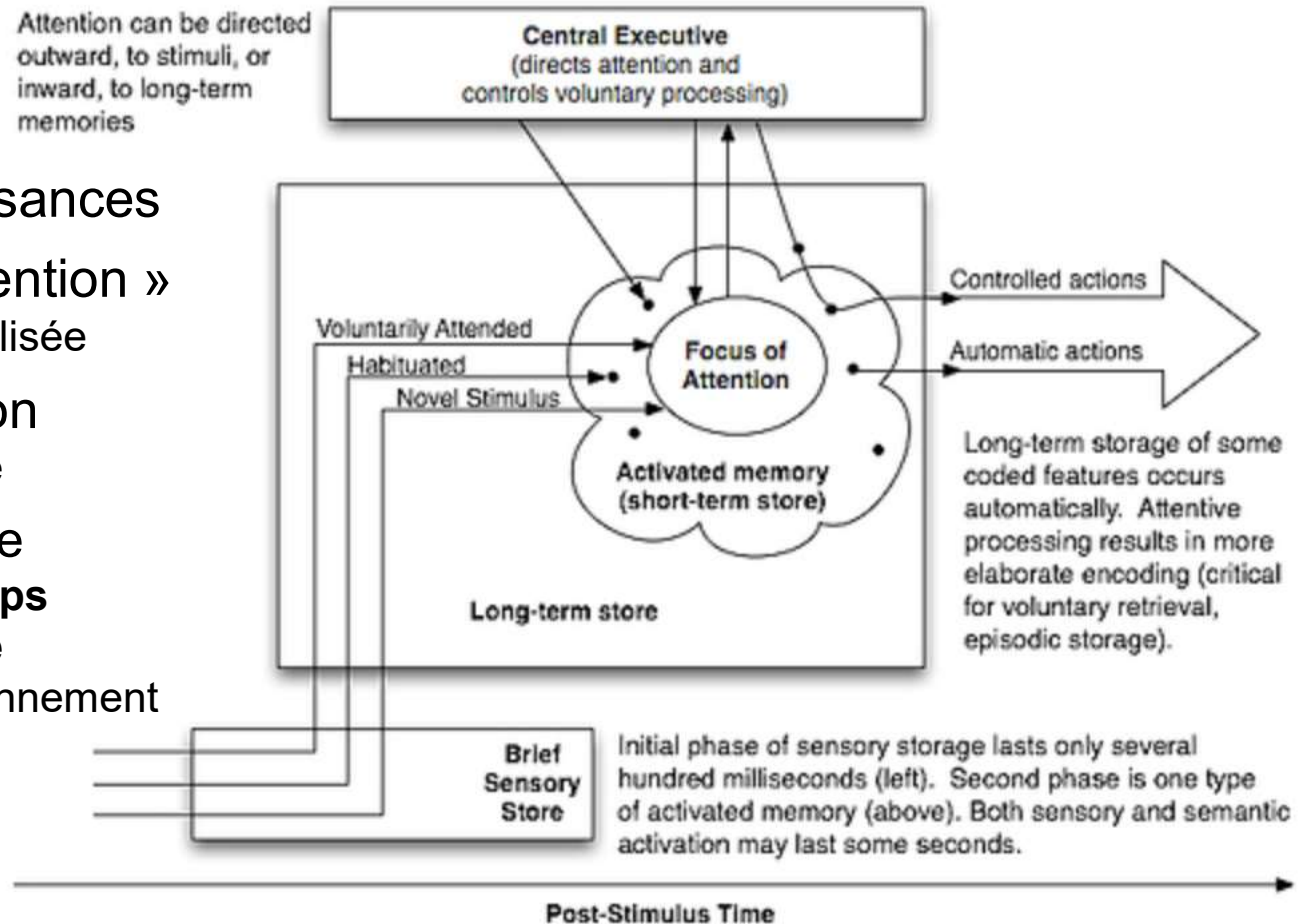 Attention can be directed
outward, to stimuli, or
inward, to long-term
memories
Central Executive
(directs attention and
controls voluntary processing)
sances
ention »
lisée
on
e
e
ps
e
nnement
Voluntarily Attended
Habituated
Novel Stimulus
Focus of
Attention
Activated memory
(short-term store)
Long-term store
Controlled actions
Automatic actions
Long-term storage of some
coded features occurs
automatically. Attentive
processing results in more
elaborate encoding (critical
for voluntary retrieval,
episodic storage).
Brief
Sensory
Store
Initial phase of sensory storage lasts only several
hundred milliseconds (left). Second phase is one type
of activated memory (above). Both sensory and semantic
activation may last some seconds.
Post-Stimulus Time